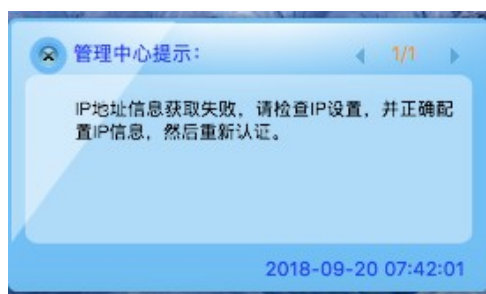 管理中心提示:
1/1
IP地址信息获取失败，请检查IP设置，并正确配
置IP信息，然后重新认证。
2018-09-20 07:42:01